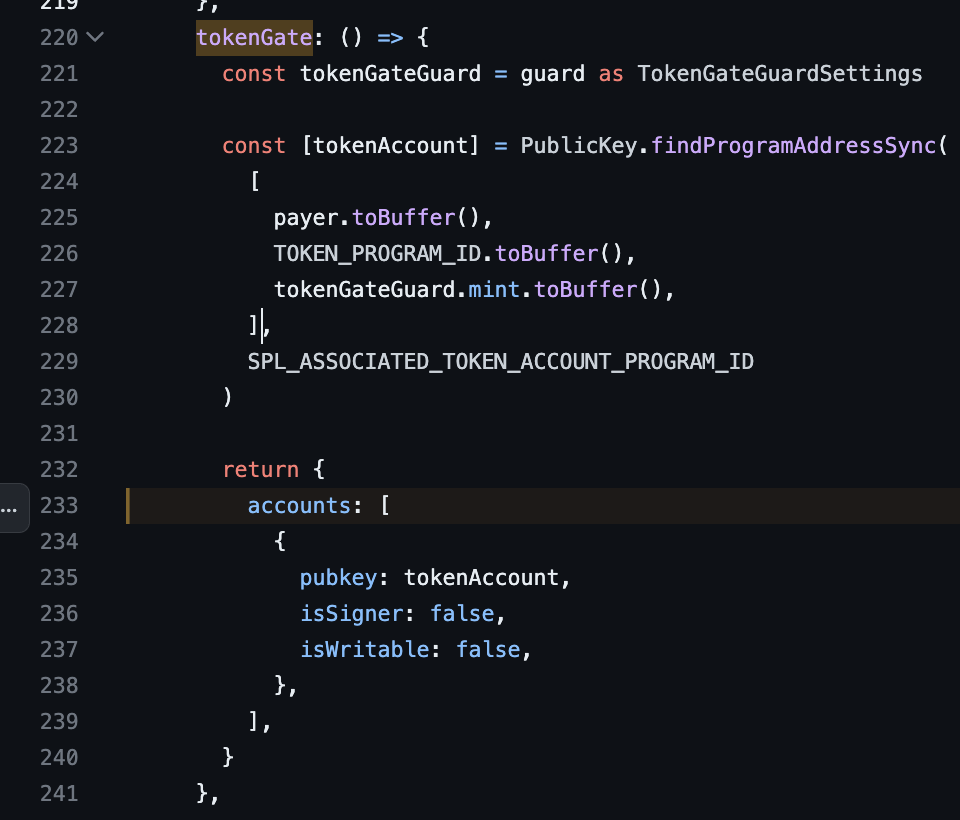 219 },
220 tokenGate: () => {
221 const tokenGateGuard = guard as TokenGateGuardSettings
222
223 const [tokenAccount] = PublicKey.findProgramAddressSync(
224 [
225 payer.toBuffer(),
226 TOKEN_PROGRAM_ID.toBuffer(),
227 tokenGateGuard.mint.toBuffer(),
228 ],
229 SPL_ASSOCIATED_TOKEN_ACCOUNT_PROGRAM_ID
230 )
231
232 return {
233 accounts: [
234 {
235 pubkey: tokenAccount,
236 isSigner: false,
237 isWritable: false,
238 },
239 ],
240 }
241 },